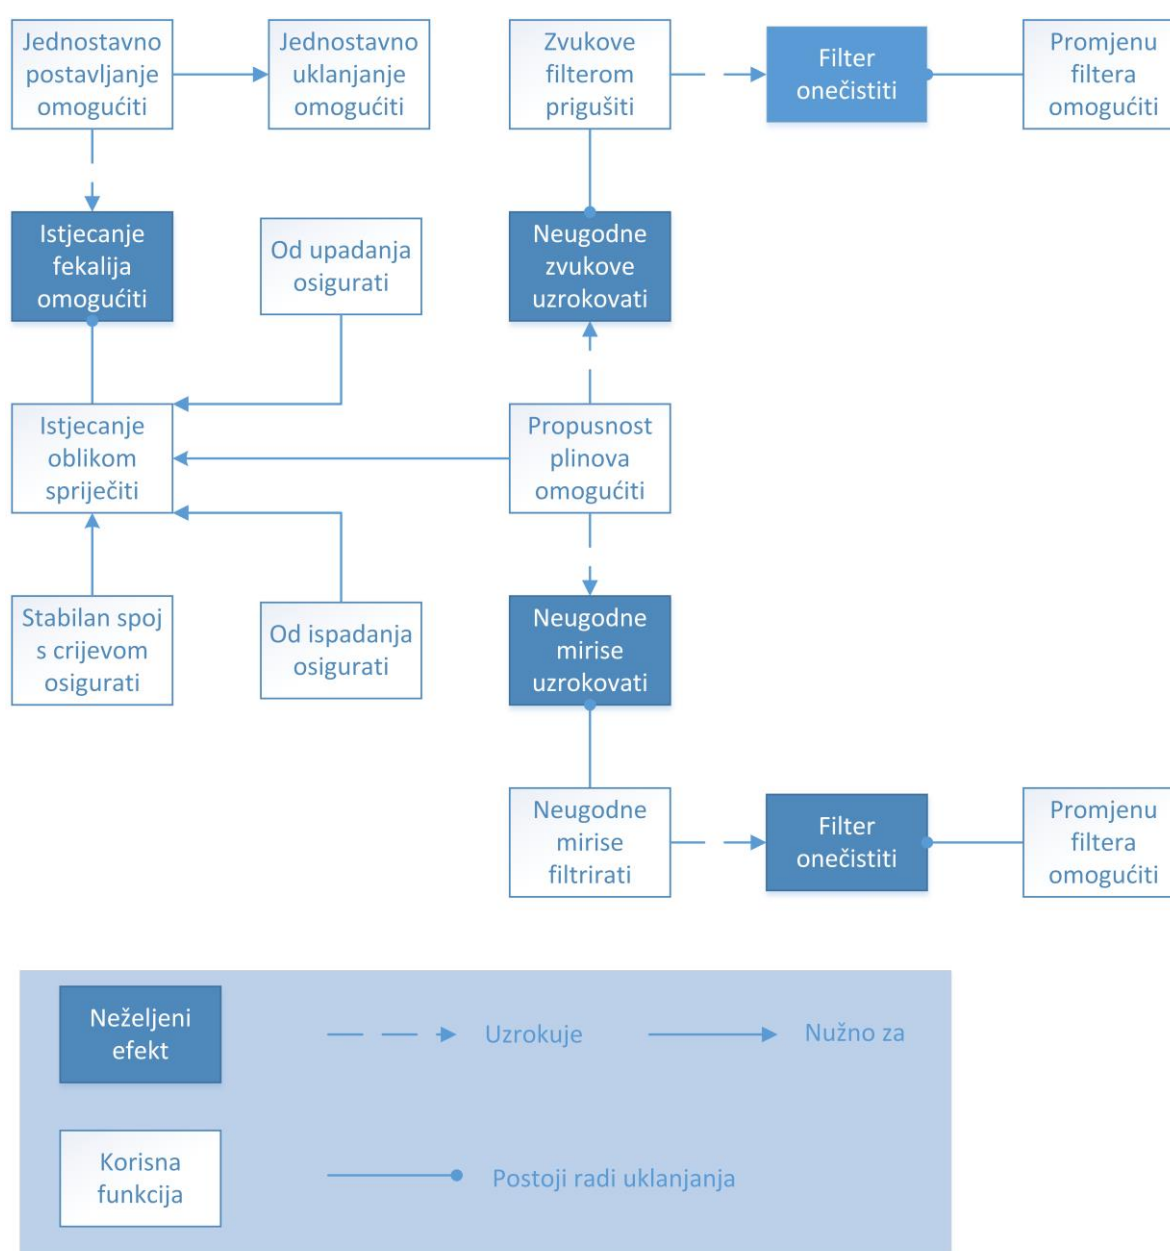 Jednostavno
postavljanje
omogućiti
Jednostavno
uklanjanje
omogućiti
Zvukove
filterom
prigušiti
Filter
onečistiti
Promjenu
filtera
omogućiti
Istjecanje
fekalija
omogućiti
Od upadanja
osigurati
Neugodne
zvukove
uzrokovati
Istjecanje
oblikom
spriječiti
Propusnost
plinova
omogućiti
Stabilan spoj
s crijevom
osigurati
Od ispadanja
osigurati
Neugodne
mirise
uzrokovati
Neugodne
mirise
filtrirati
Filter
onečistiti
Promjenu
filtera
omogućiti
Neželjeni
efekt
Uzrokuje
Nužno za
Korisna
funkcija
Postoji radi uklanjanja